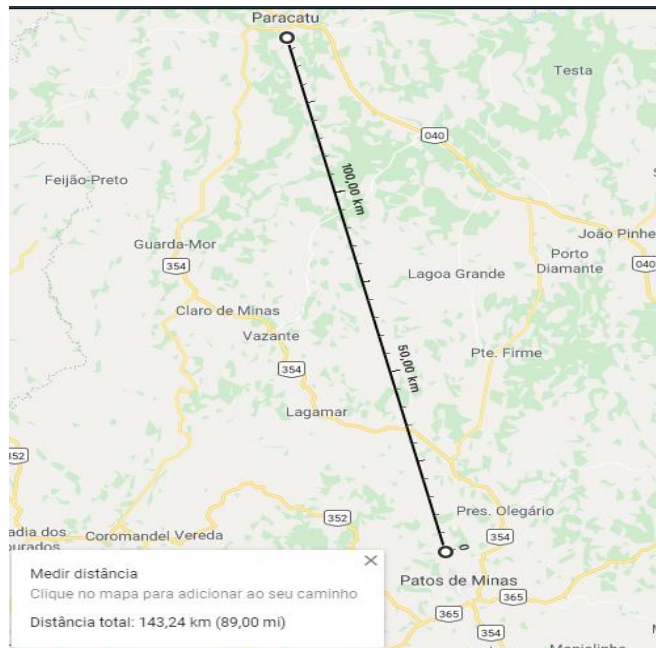 Paracatu
Testa
040
100,00 km
Feijão-Preto
Guarda-Mor
João Pinhe
354
Porto
Diamante
040
Lagoa Grande
Claro de Minas
Vazante
Pte. Firme
50,00 km
354
Lagamar
352
352
Pres. Olegário
adia dos
ourados
Coromandel
Vereda
354
0
Patos de Minas
365
365
354
Medir distância
Clique no mapa para adicionar ao seu caminho
Distância total: 143,24 km (89,00 mi)